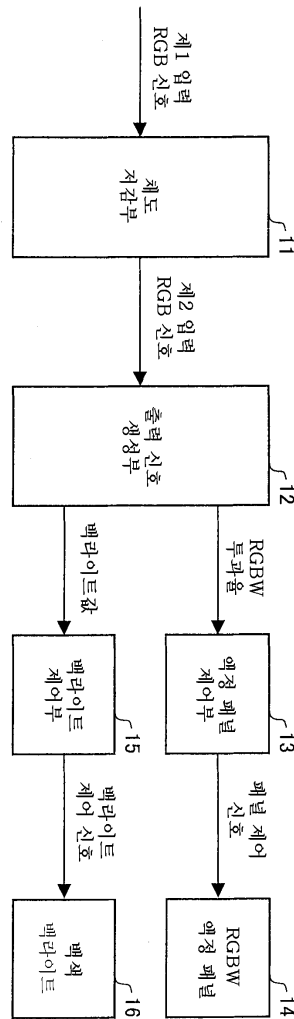 제1 입력
RGB 신호
채도
저감부
11
제2 입력
RGB 신호
출력 신호
생성부
12
RGBW
투과율
액정 패널
제어부
13
패널 제어
신호
RGBW
액정 패널
14
백라이트값
백라이트
제어부
15
백라이트
제어 신호
백색
백라이트
16